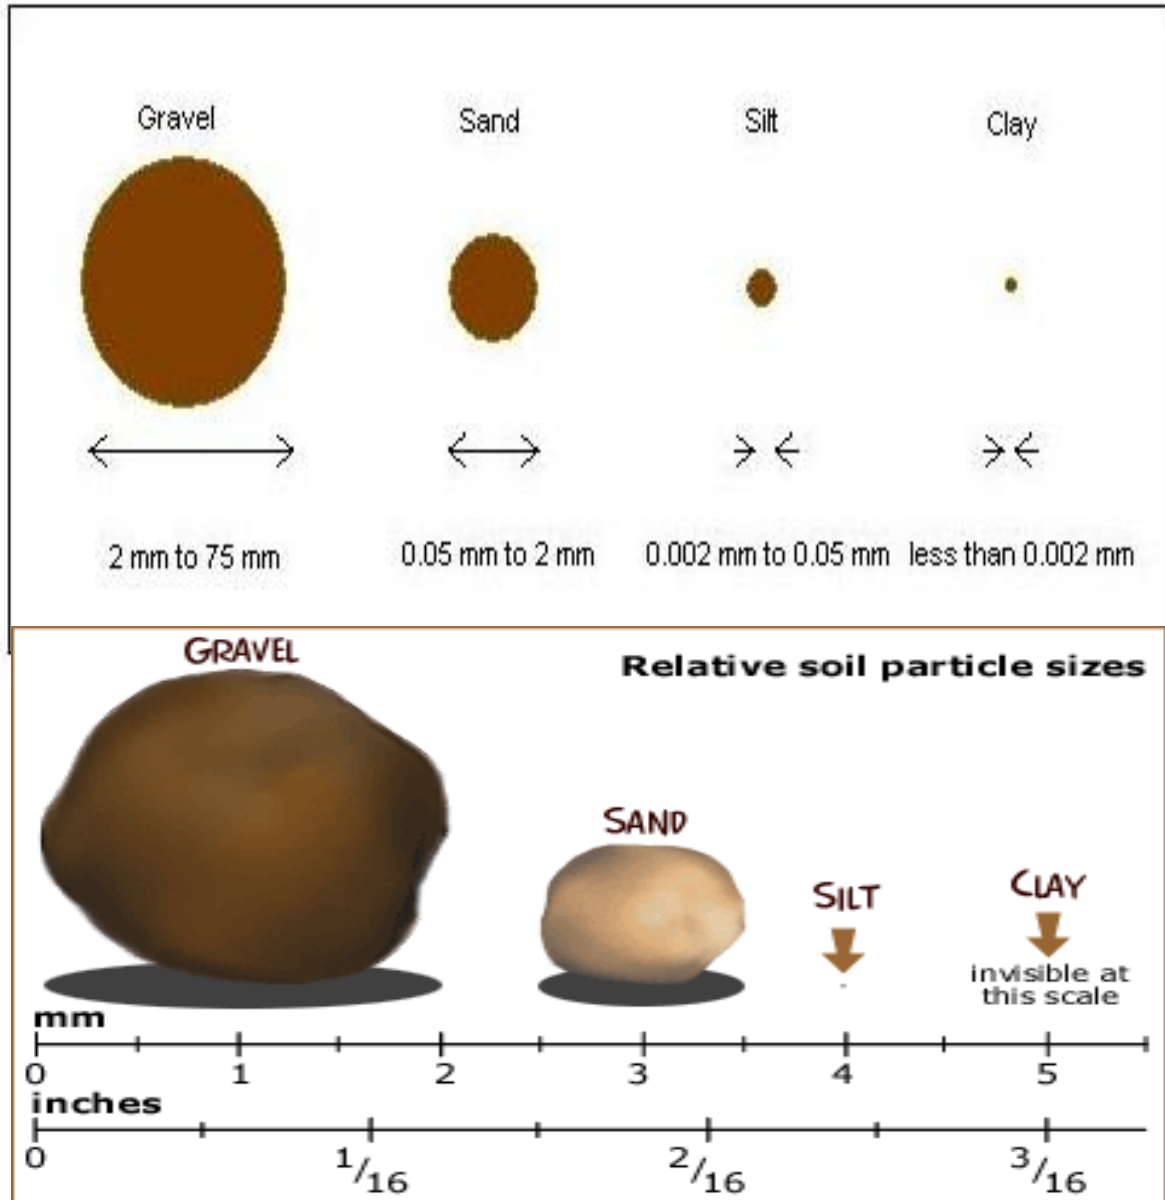 Gravel Sand Silt Clay
2 mm to 75 mm 0.05 mm to 2 mm 0.002 mm to 0.05 mm less than 0.002 mm
GRAVEL
Relative soil particle sizes
SAND
SILT
CLAY
invisible at
this scale
mm
0 1 2 3 4 5
inches
0 1/16 2/16 3/16